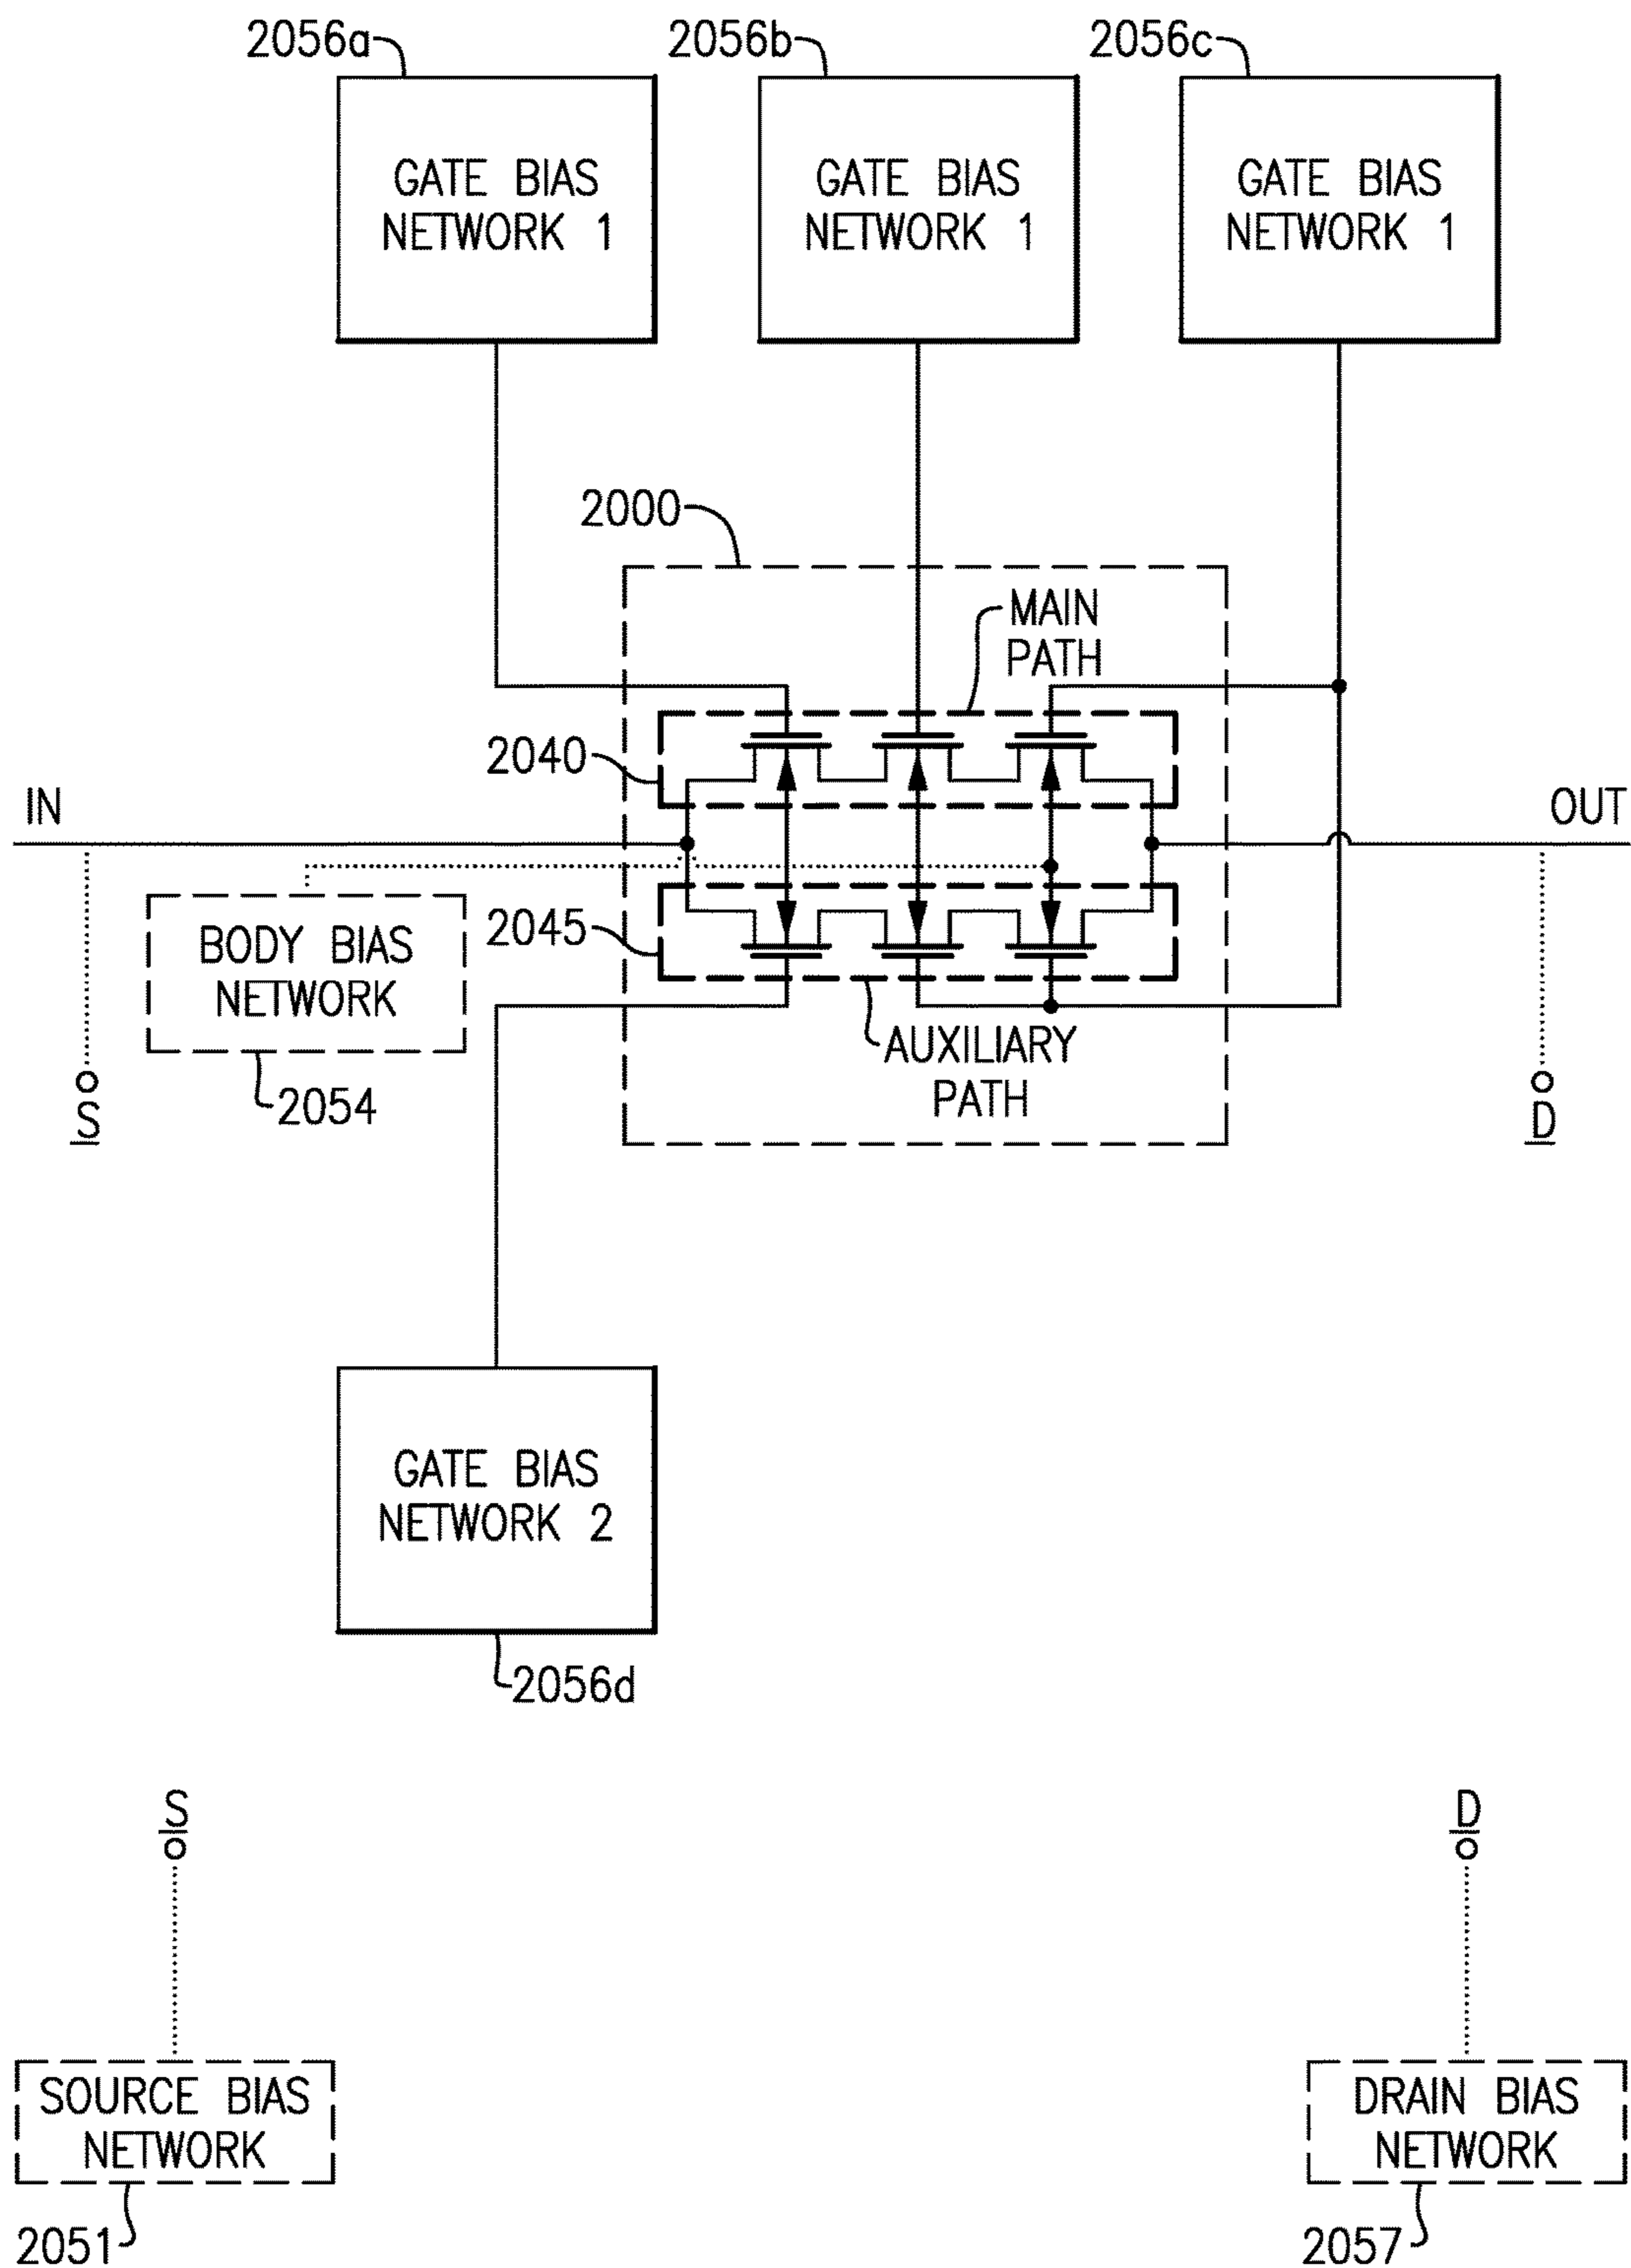 2056a
2056b
2056c
GATE BIAS
NETWORK 1
GATE BIAS
NETWORK 1
GATE BIAS
NETWORK 1
2000
MAIN
PATH
2040
IN
OUT
BODY BIAS
NETWORK
2045
AUXILIARY
PATH
2054
S
D
GATE BIAS
NETWORK 2
2056d
S
D
SOURCE BIAS
NETWORK
DRAIN BIAS
NETWORK
2051
2057